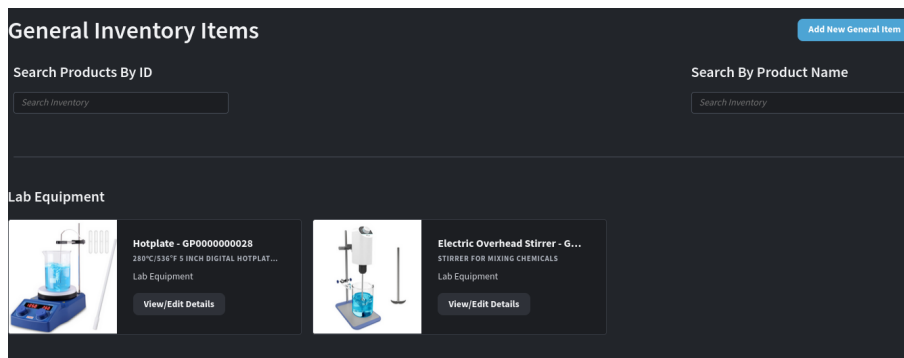 General Inventory Items
Add New General Item
Search Products By ID
Search By Product Name
Search Inventory
Search Inventory
Lab Equipment
Hotplate - GP0000000028
280°C/536°F 5 INCH DIGITAL HOTPLAT...
Lab Equipment
View/Edit Details
Electric Overhead Stirrer - G...
STIRRER FOR MIXING CHEMICALS
Lab Equipment
View/Edit Details